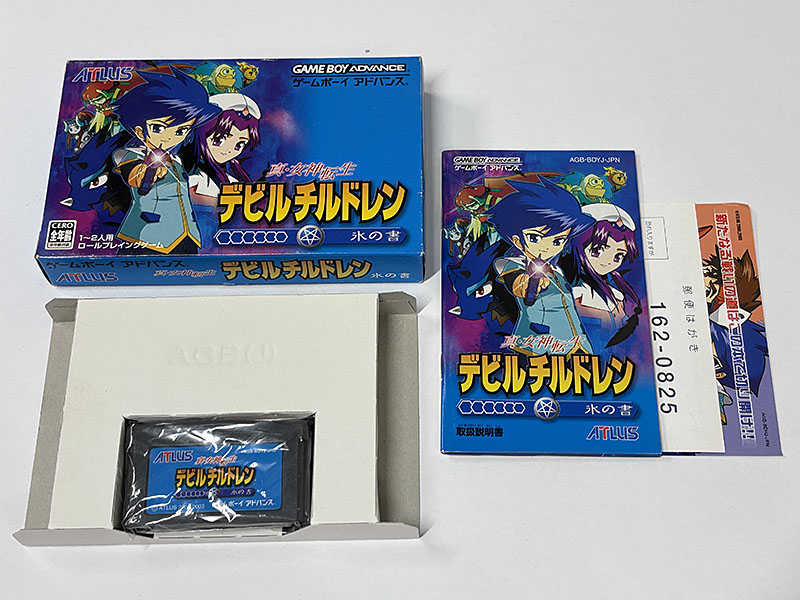 ATLUS
GAME BOY ADVANCE
ゲームボーイ アドバンス
真・女神転生
デビルチルドレン
氷の書
CERO
全年齢
1〜2人用
ロールプレイングゲーム
ATLUS
ゲームボーイ アドバンス
真・女神転生
デビルチルドレン
氷の書
GAME BOY ADVANCE
ゲームボーイ アドバンス
AGB-BDYJ-JPN
真・女神転生
デビルチルドレン
氷の書
取扱説明書
ATLUS
郵便はがき
162-0825
ATLUS
真・女神転生
デビルチルドレン
氷の書
ゲームボーイ アドバンス